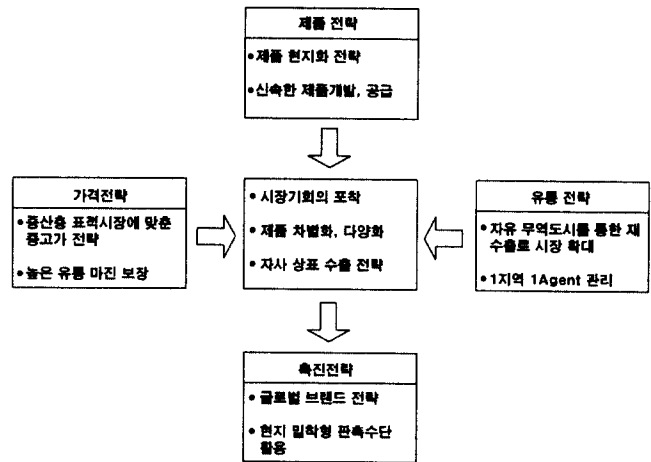 제품 전략
• 제품 현지화 전략
• 신속한 제품개발, 공급
가격전략
• 중산층 표적시장에 맞춘
중고가 전략
• 높은 유통 마진 보장
• 시장기회의 포착
• 제품 차별화, 다양화
• 자사 상표 수출 전략
유통 전략
• 자유 무역도시를 통한 재
수출로 시장 확대
• 1지역 1Agent 관리
촉진전략
• 글로벌 브랜드 전략
• 현지 밀착형 판촉수단
활용